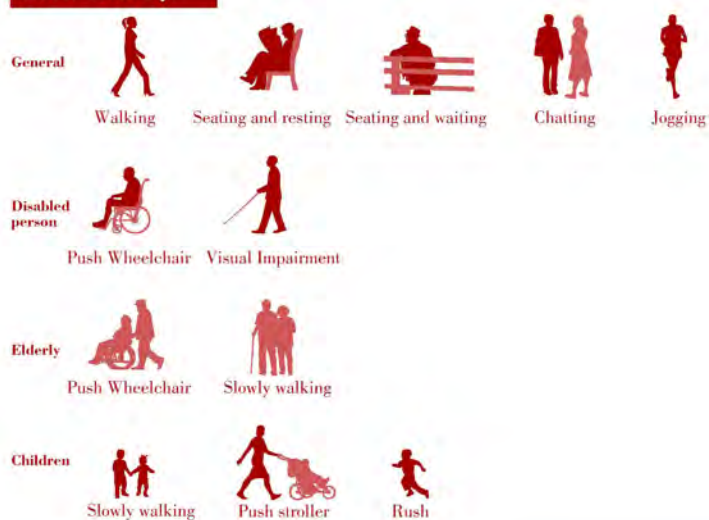 General
Walking Seating and resting Seating and waiting Chatting Jogging
Disabled
person
Push Wheelchair Visual Impairment
Elderly
Push Wheelchair Slowly walking
Children
Slowly walking Push stroller Rush